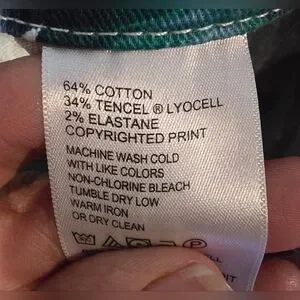 64% COTTON
34% TENCEL ® LYOCELL
2% ELASTANE
COPYRIGHTED PRINT
MACHINE WASH COLD
WITH LIKE COLORS
NON-CHLORINE BLEACH
TUMBLE DRY LOW
WARM IRON
OR DRY CLEAN
P